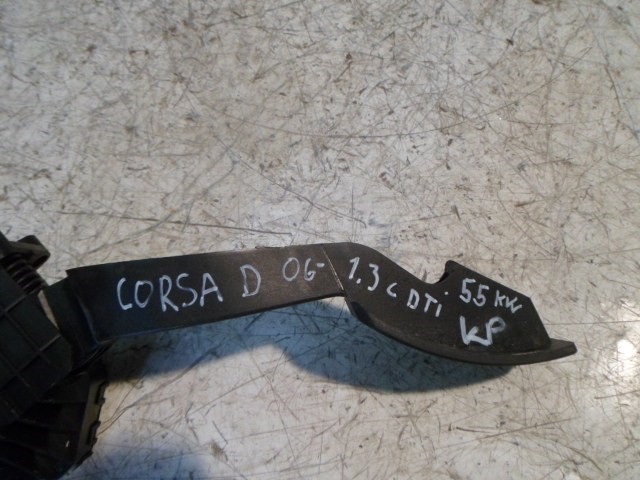 CORSA D 06- 1.3 CDTi 55 KW
KP